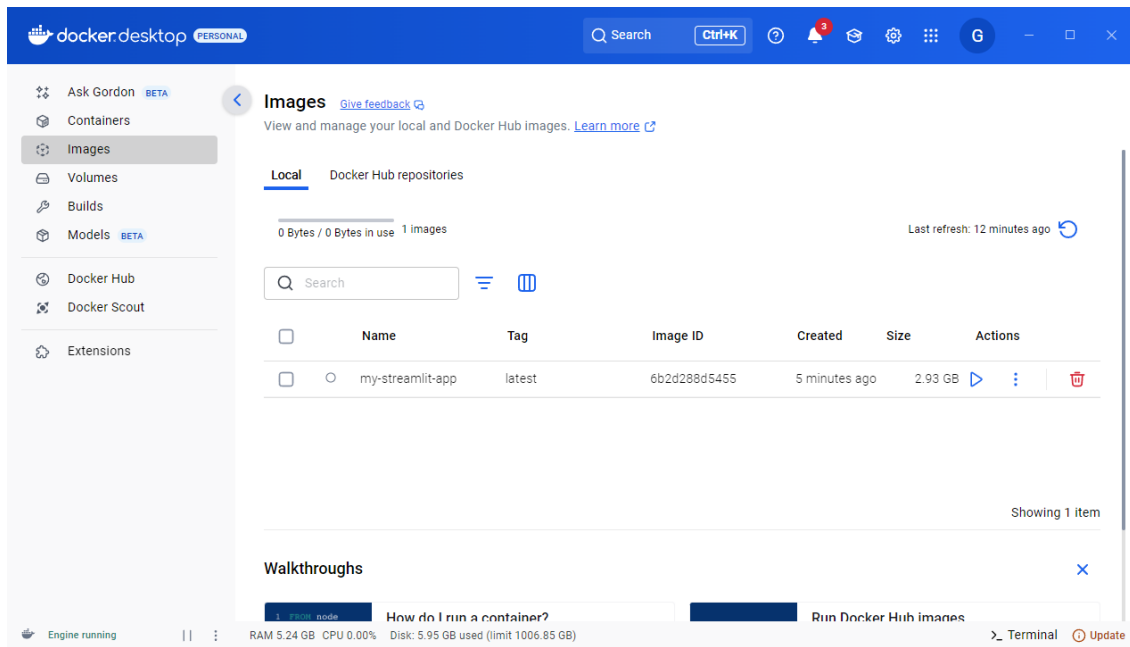 docker.desktop PERSONAL
Search Ctrl+K
3
G
Ask Gordon BETA
Containers
Images
Volumes
Builds
Models BETA
Docker Hub
Docker Scout
Extensions
Images Give feedback
View and manage your local and Docker Hub images. Learn more
Local Docker Hub repositories
0 Bytes / 0 Bytes in use 1 images
Last refresh: 12 minutes ago
Search
Name Tag Image ID Created Size Actions
my-streamlit-app latest 6b2d288d5455 5 minutes ago 2.93 GB
Showing 1 item
Walkthroughs
1 FROM node
How do I run a container?
Run Docker Hub images
Engine running
RAM 5.24 GB CPU 0.00% Disk: 5.95 GB used (limit 1006.85 GB)
>_ Terminal
Update